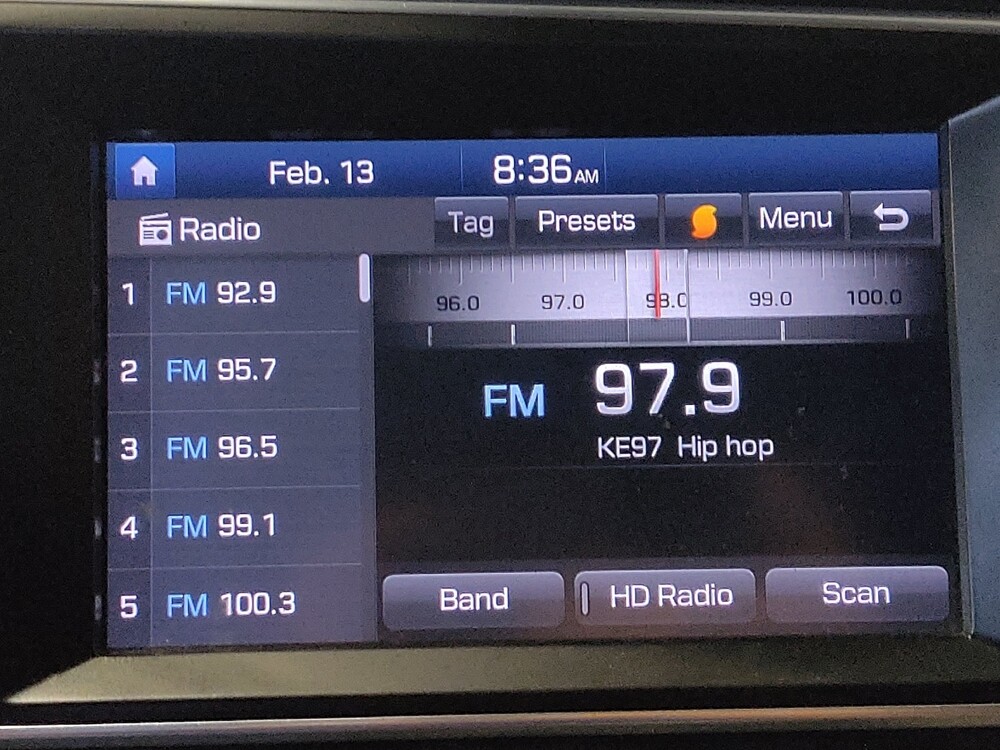 Feb. 13 8:36 AM
Radio Tag Presets Menu
1 FM 92.9
2 FM 95.7
3 FM 96.5
4 FM 99.1
5 FM 100.3
96.0 97.0 98.0 99.0 100.0
FM 97.9
KE97 Hip hop
Band HD Radio Scan